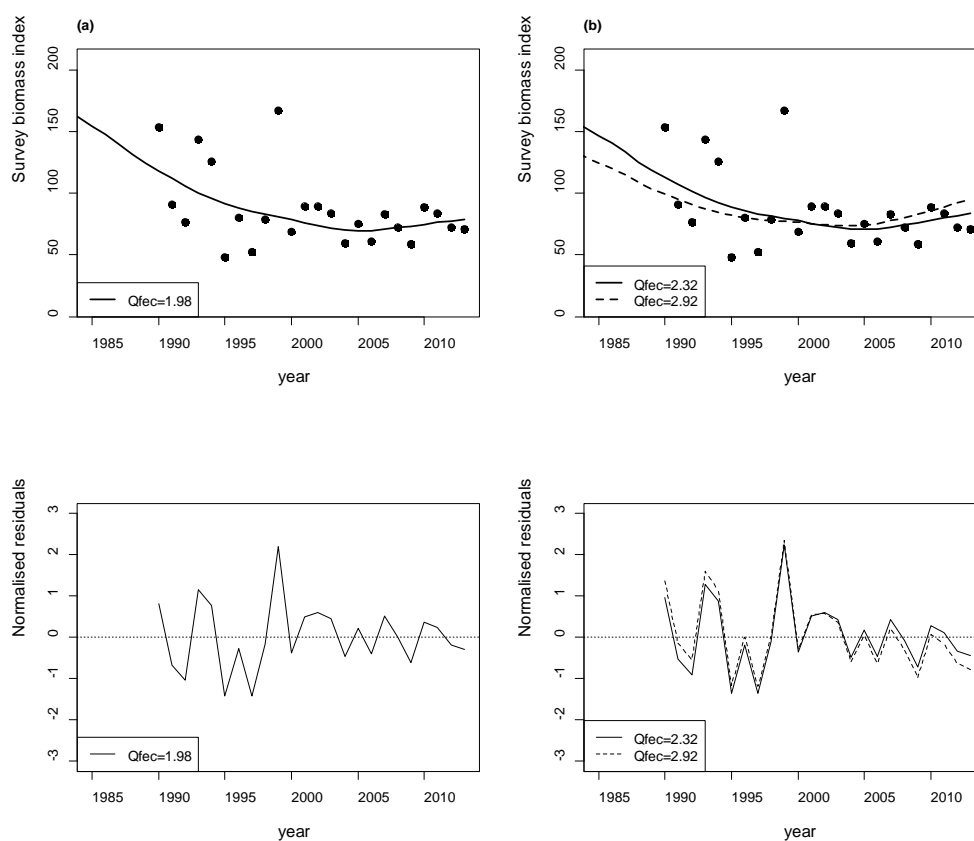 (a)
Survey biomass index
200
150
100
50
0
Qfec=1.98
1985 1990 1995 2000 2005 2010
year
(b)
Survey biomass index
200
150
100
50
0
Qfec=2.32
Qfec=2.92
1985 1990 1995 2000 2005 2010
year
Normalised residuals
3
2
1
0
-1
-2
-3
Qfec=1.98
1985 1990 1995 2000 2005 2010
year
Normalised residuals
3
2
1
0
-1
-2
-3
Qfec=2.32
Qfec=2.92
1985 1990 1995 2000 2005 2010
year